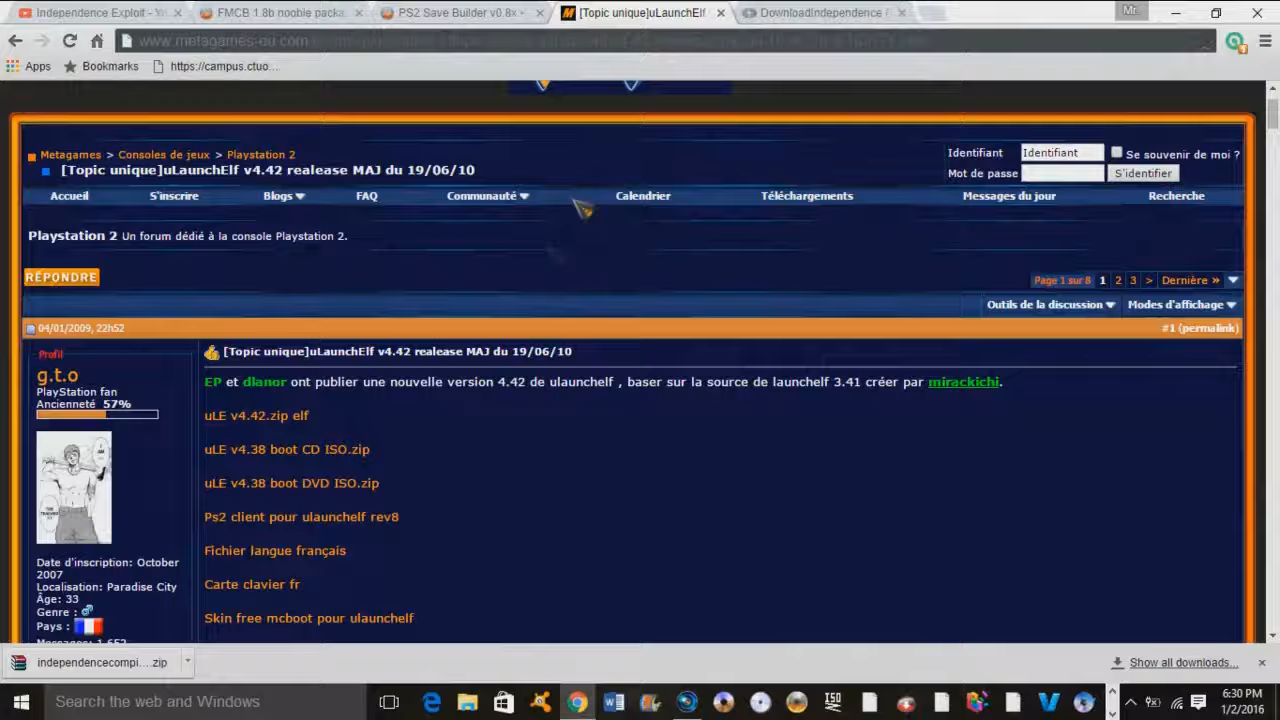 Independence Exploit - Yo
FMCB 1.8b noobie packa
PS2 Save Builder v0.8x
[Topic unique]uLaunchElf
DownloadIndependence
Mr.
www.metagames-eu.com
Apps
Bookmarks
https://campus.ctuo...
Metagames > Consoles de jeux > Playstation 2
[Topic unique]uLaunchElf v4.42 realease MAJ du 19/06/10
Identifiant Identifiant Se souvenir de moi ?
Mot de passe S'identifier
Accueil S'inscrire Blogs FAQ Communauté Calendrier Téléchargements Messages du jour Recherche
Playstation 2 Un forum dédié à la console Playstation 2.
RÉPONDRE
Page 1 sur 8 1 2 3 > Dernière »
Outils de la discussion Modes d'affichage
04/01/2009, 22h52 #1 (permalink)
Profil
g.t.o
PlayStation fan
Ancienneté 57%
Date d'inscription: October
2007
Localisation: Paradise City
Âge: 33
Genre :
Pays :
Messages: 1 652
[Topic unique]uLaunchElf v4.42 realease MAJ du 19/06/10
EP et dlanor ont publier une nouvelle version 4.42 de ulaunchelf , baser sur la source de launchelf 3.41 créer par mirackichi.
uLE v4.42.zip elf
uLE v4.38 boot CD ISO.zip
uLE v4.38 boot DVD ISO.zip
Ps2 client pour ulaunchelf rev8
Fichier langue français
Carte clavier fr
Skin free mcboot pour ulaunchelf
independencecompi....zip
Show all downloads...
Search the web and Windows
ISO
6:30 PM
1/2/2016